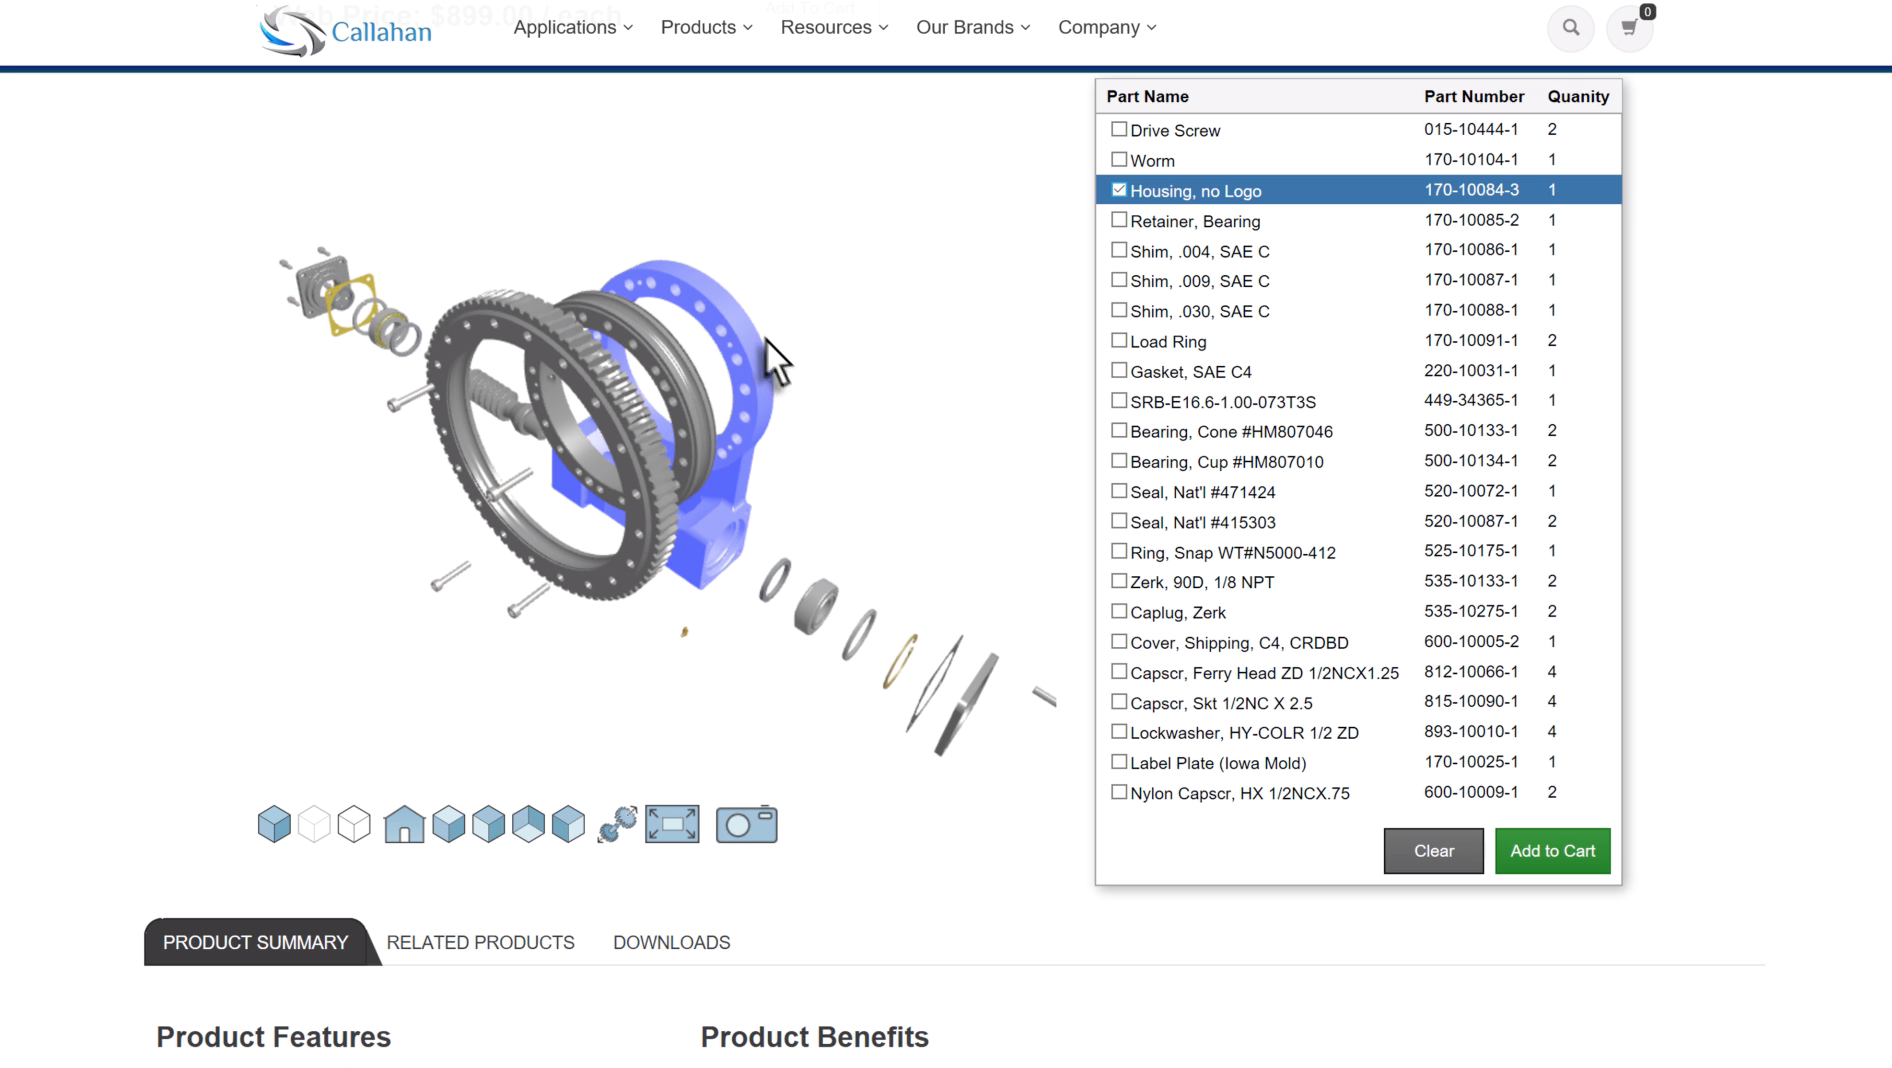 Web Price: $899.00 / each
Add To Cart
Callahan
Applications
Products
Resources
Our Brands
Company
0
Part Name Part Number Quanity
Drive Screw 015-10444-1 2
Worm 170-10104-1 1
Housing, no Logo 170-10084-3 1
Retainer, Bearing 170-10085-2 1
Shim, .004, SAE C 170-10086-1 1
Shim, .009, SAE C 170-10087-1 1
Shim, .030, SAE C 170-10088-1 1
Load Ring 170-10091-1 2
Gasket, SAE C4 220-10031-1 1
SRB-E16.6-1.00-073T3S 449-34365-1 1
Bearing, Cone #HM807046 500-10133-1 2
Bearing, Cup #HM807010 500-10134-1 2
Seal, Nat'l #471424 520-10072-1 1
Seal, Nat'l #415303 520-10087-1 2
Ring, Snap WT#N5000-412 525-10175-1 1
Zerk, 90D, 1/8 NPT 535-10133-1 2
Caplug, Zerk 535-10275-1 2
Cover, Shipping, C4, CRDBD 600-10005-2 1
Capscr, Ferry Head ZD 1/2NCX1.25 812-10066-1 4
Capscr, Skt 1/2NC X 2.5 815-10090-1 4
Lockwasher, HY-COLR 1/2 ZD 893-10010-1 4
Label Plate (Iowa Mold) 170-10025-1 1
Nylon Capscr, HX 1/2NCX.75 600-10009-1 2
Clear
Add to Cart
PRODUCT SUMMARY
RELATED PRODUCTS
DOWNLOADS
Product Features
Product Benefits